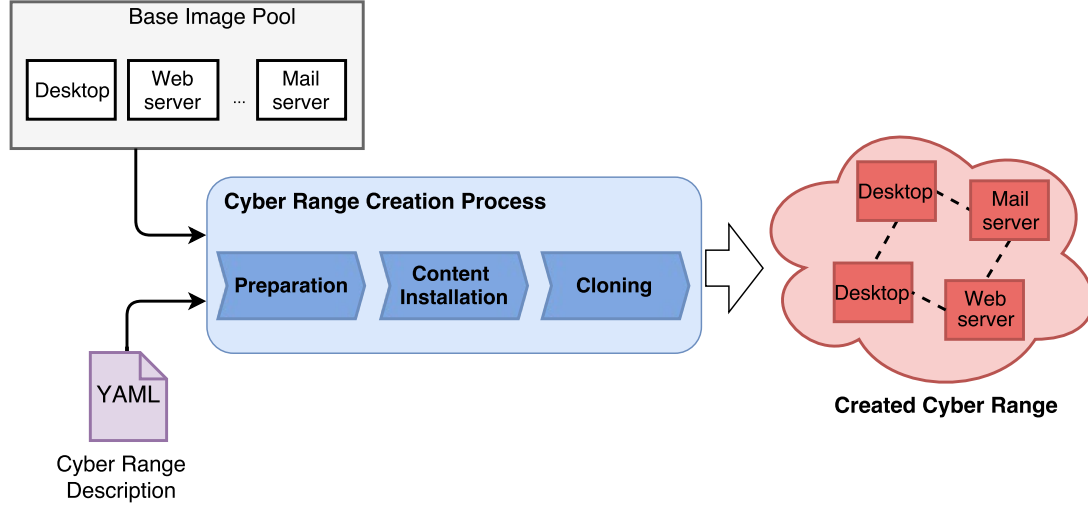 Base Image Pool
Desktop
Web
server
...
Mail
server
Cyber Range Creation Process
Preparation
Content
Installation
Cloning
YAML
Cyber Range
Description
Desktop
Mail
server
Desktop
Web
server
Created Cyber Range